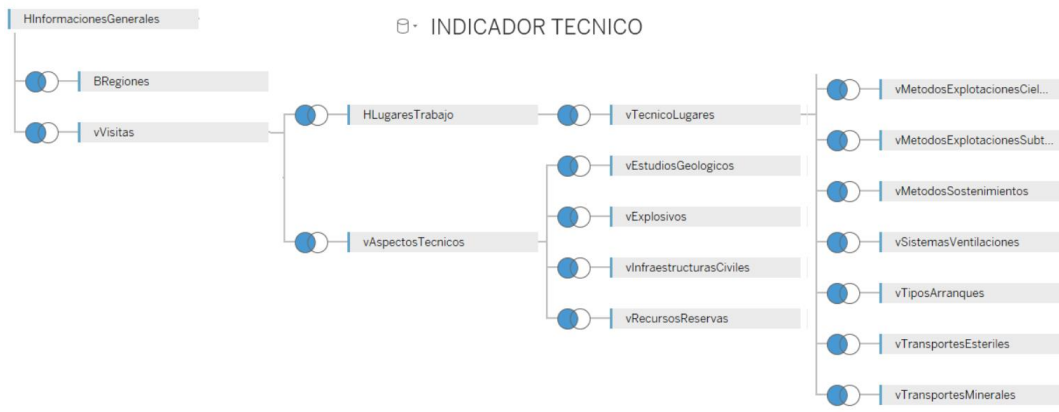 HInformacionesGenerales
INDICADOR TECNICO
BRegiones
vMetodosExplotacionesCiel...
vVisitas
HLugaresTrabajo
vTecnicoLugares
vMetodosExplotacionesSubt...
vEstudiosGeologicos
vMetodosSostenimientos
vExplosivos
vAspectosTecnicos
vSistemasVentilaciones
vInfraestructurasCiviles
vTiposArranques
vRecursosReservas
vTransportesEsteriles
vTransportesMinerales